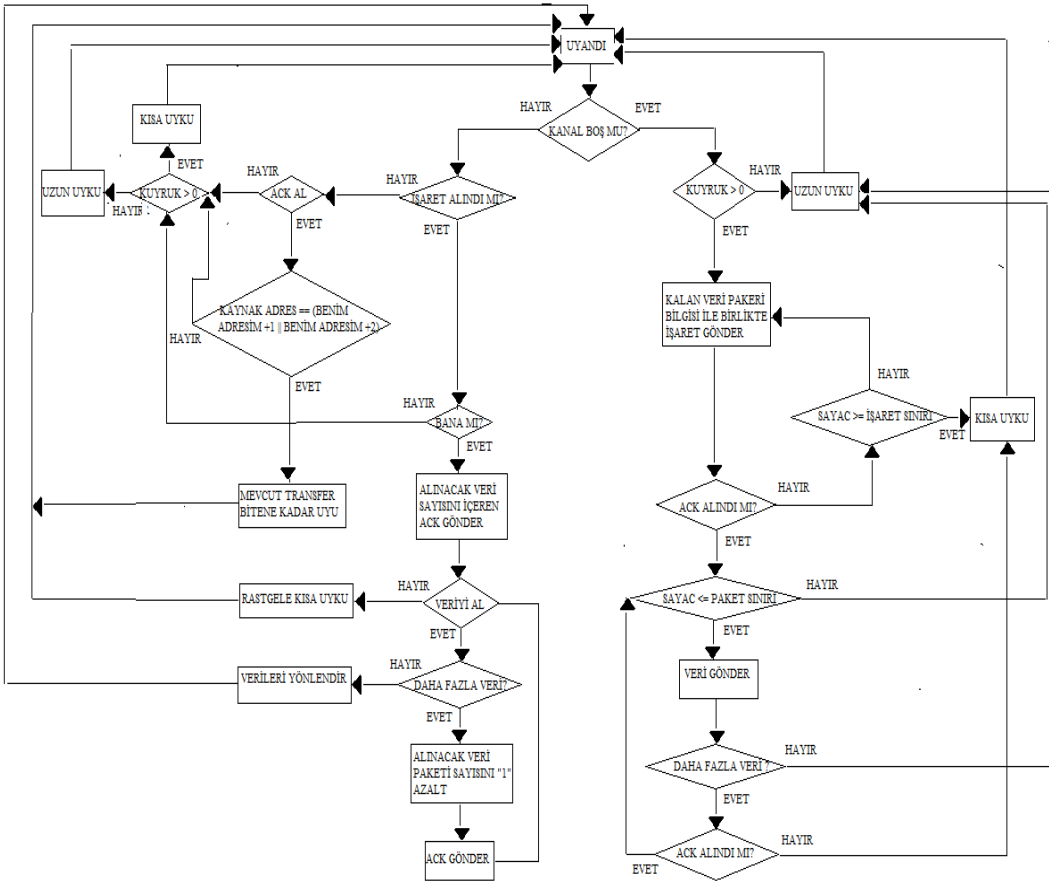 UYANDI
HAYIR
EVET
KANAL BOŞ MU?
KISA UYKU
EVET
HAYIR
HAYIR
HAYIR
UZUN UYKU
KUYRUK > 0
ACK AL
İŞARET ALINDI MI?
KUYRUK > 0
UZUN UYKU
HAYIR
EVET
EVET
EVET
KALAN VERİ PAKERİ
BİLGİSİ İLE BİRLİKTE
İŞARET GÖNDER
KAYNAK ADRES == (BENİM
ADRESİM +1 || BENİM ADRESİM +2)
HAYIR
EVET
HAYIR
HAYIR
BANA MI?
EVET
SAYAC >= İŞARET SINIRI
EVET
KISA UYKU
MEVCUT TRANSFER
BİTENE KADAR UYU
ALINACAK VERİ
SAYISINI İÇEREN
ACK GÖNDER
ACK ALINDI MI?
HAYIR
EVET
RASTGELE KISA UYKU
HAYIR
VERİYİ AL
EVET
SAYAC <= PAKET SINIRI
HAYIR
EVET
VERİLERİ YÖNLENDİR
HAYIR
DAHA FAZLA VERİ?
EVET
VERİ GÖNDER
ALINACAK VERİ
PAKETİ SAYISINI "1"
AZALT
DAHA FAZLA VERİ ?
HAYIR
EVET
ACK GÖNDER
ACK ALINDI MI?
HAYIR
EVET